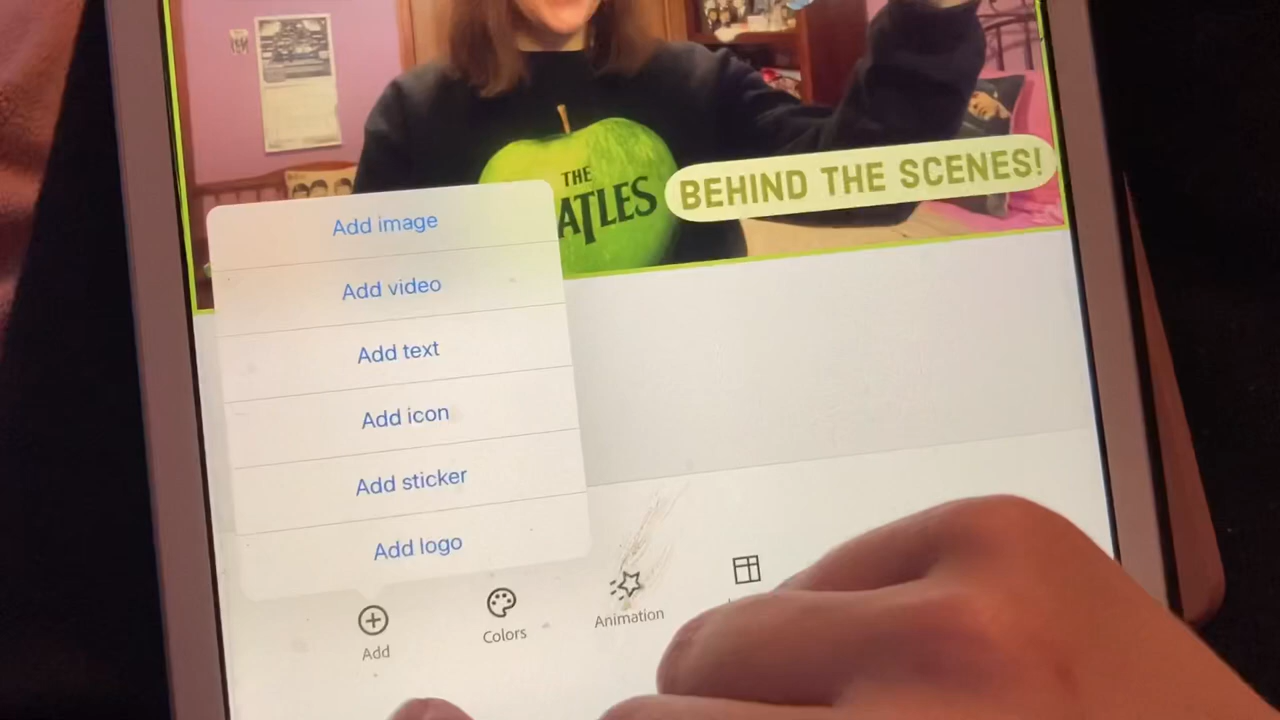 THE
ATLES
BEHIND THE SCENES!
Add image
Add video
Add text
Add icon
Add sticker
Add logo
Add
Colors
Animation